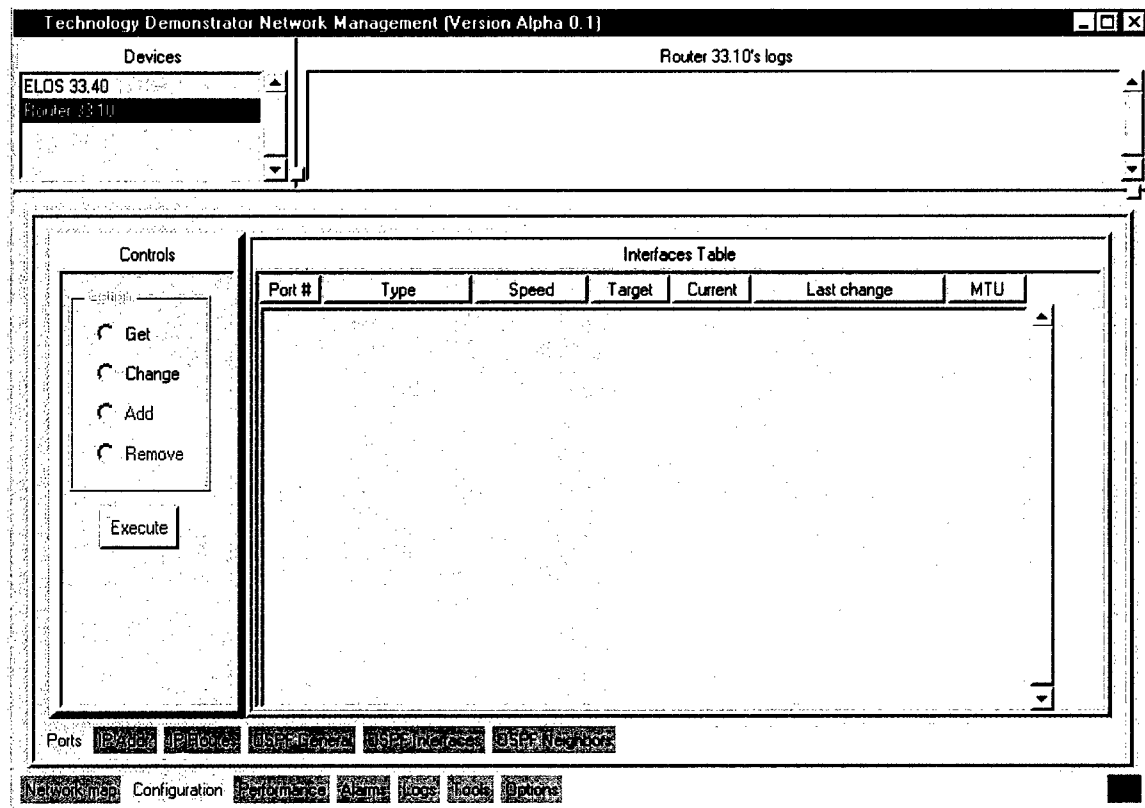 Technology Demonstrator Network Management (Version Alpha 0.1)
Devices
Router 33.10's logs
ELOS 33.40
Router 33.10
Controls
Interfaces Table
Option
Port # Type Speed Target Current Last change MTU
Get
Change
Add
Remove
Execute
Ports IP Addr IP Routes OSPF General OSPF Interfaces OSPF Neighbors
Network map Configuration Performance Alarms Logs Tools Options